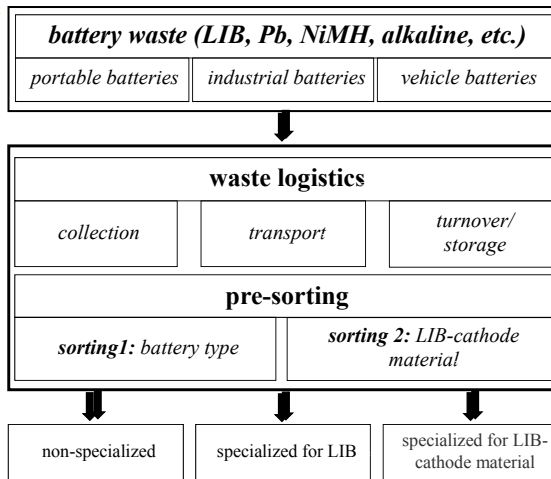 battery waste (LIB, Pb, NiMH, alkaline, etc.)
portable batteries
industrial batteries
vehicle batteries
waste logistics
collection
transport
turnover/
storage
pre-sorting
sorting1: battery type
sorting 2: LIB-cathode
material
non-specialized
specialized for LIB
specialized for LIB-
cathode material